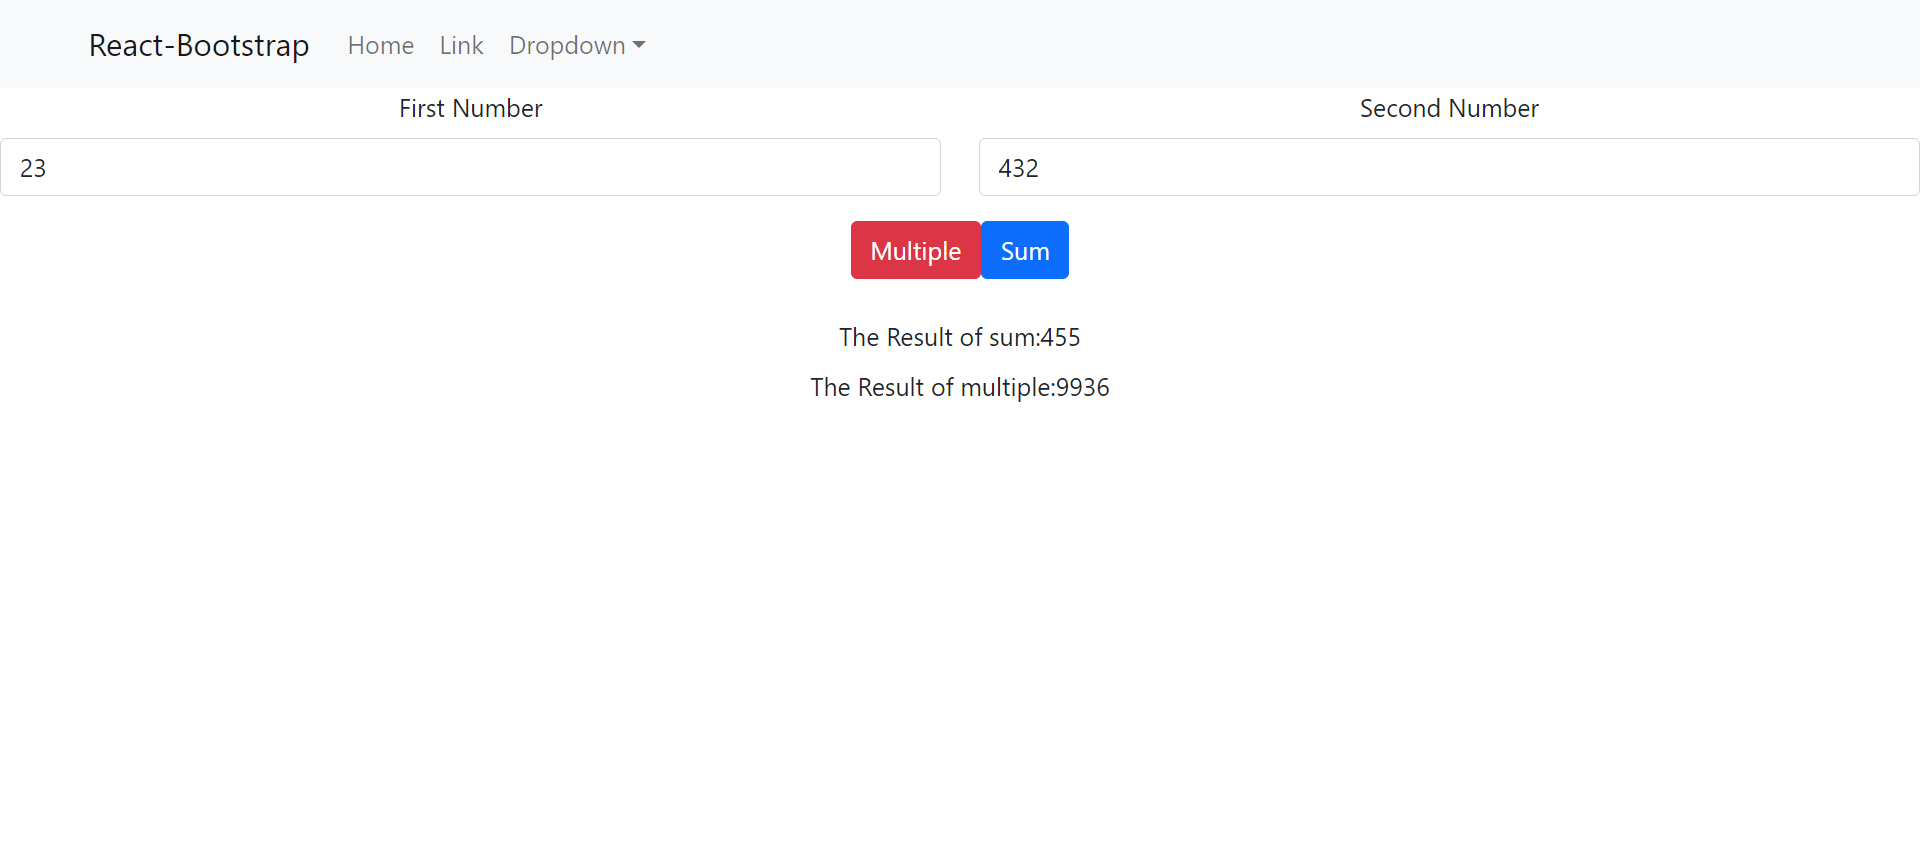 React-Bootstrap Home Link Dropdown
First Number Second Number
23 432
Multiple Sum
The Result of sum:455
The Result of multiple:9936